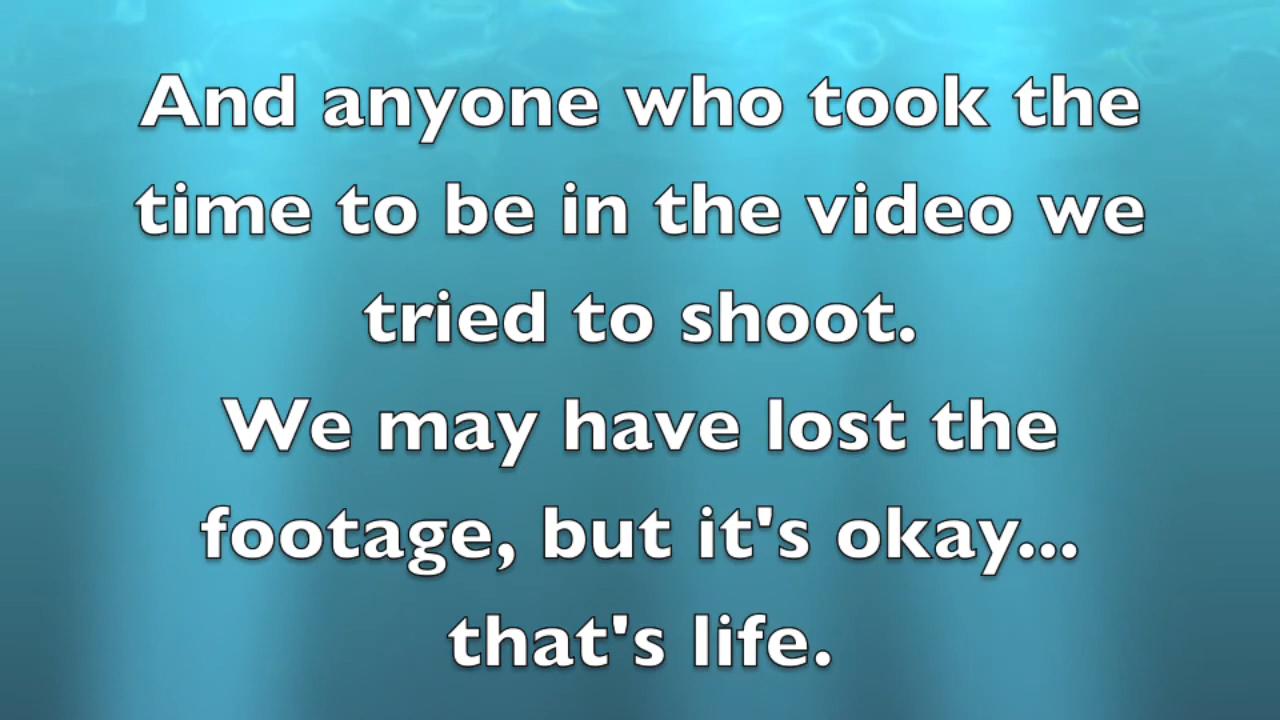 And anyone who took the
time to be in the video we
tried to shoot.
We may have lost the
footage, but it's okay...
that's life.